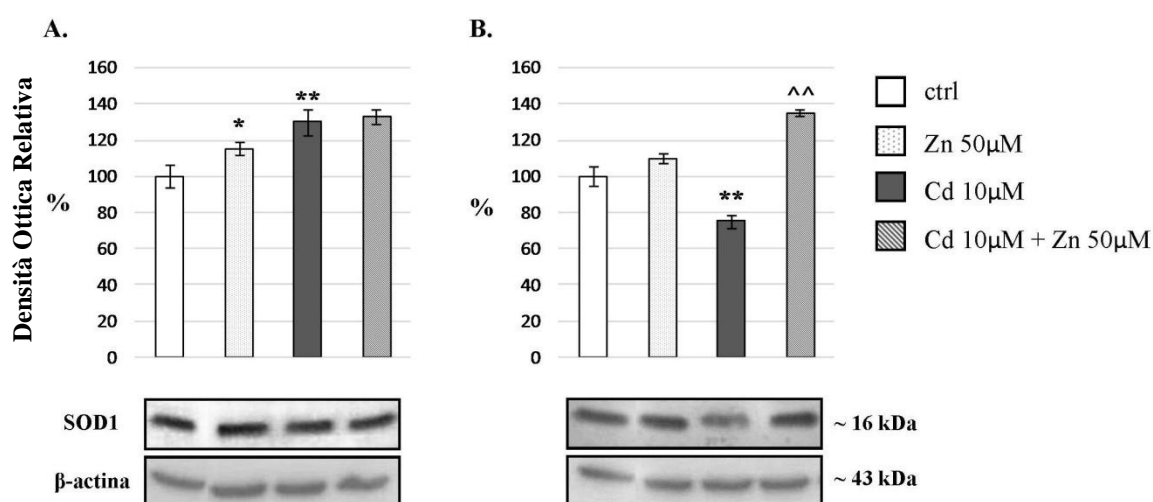 A.
Densità Ottica Relativa
%
160
140
120
100
80
60
40
20
0
*
**
B.
%
160
140
120
100
80
60
40
20
0
**
^^
ctrl
Zn 50μM
Cd 10μM
Cd 10μM + Zn 50μM
SOD1
~ 16 kDa
β-actina
~ 43 kDa